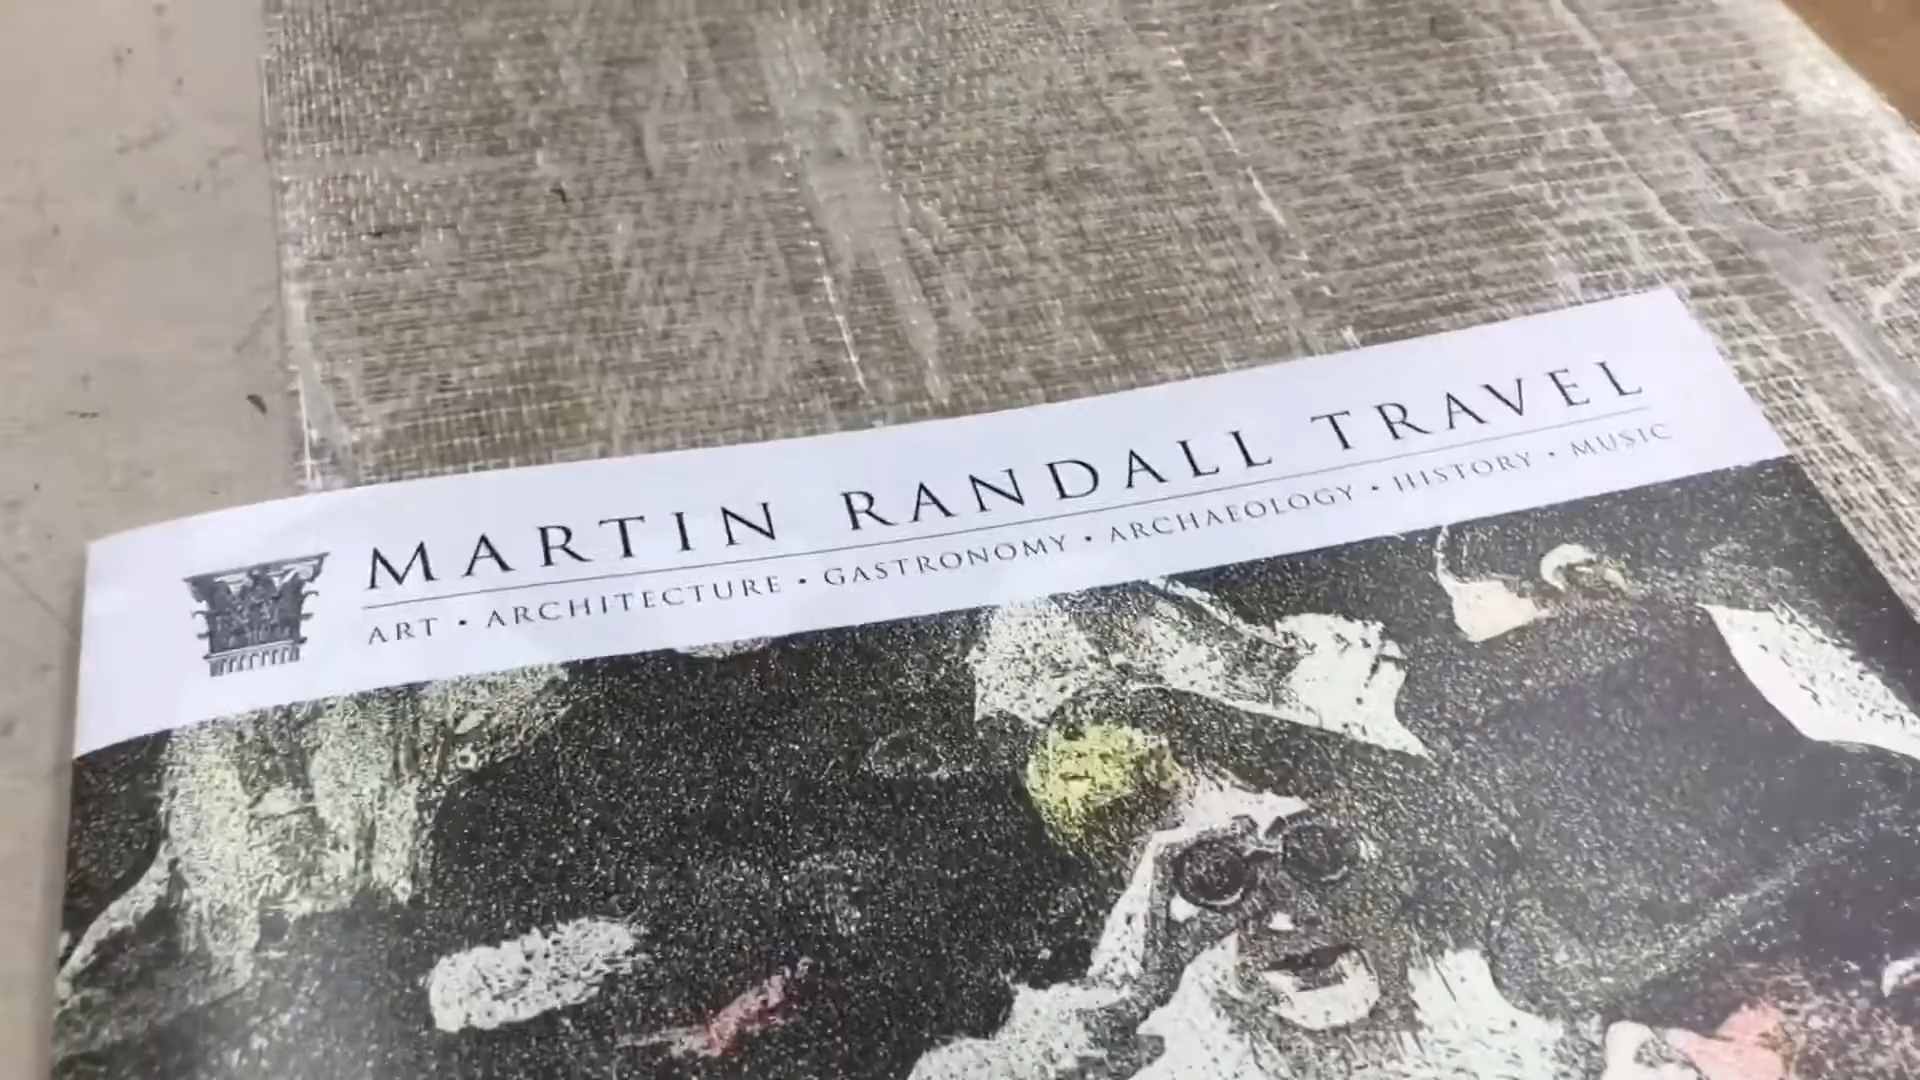 MARTIN RANDALL TRAVEL
ART • ARCHITECTURE • GASTRONOMY • ARCHAEOLOGY • HISTORY • MUSIC